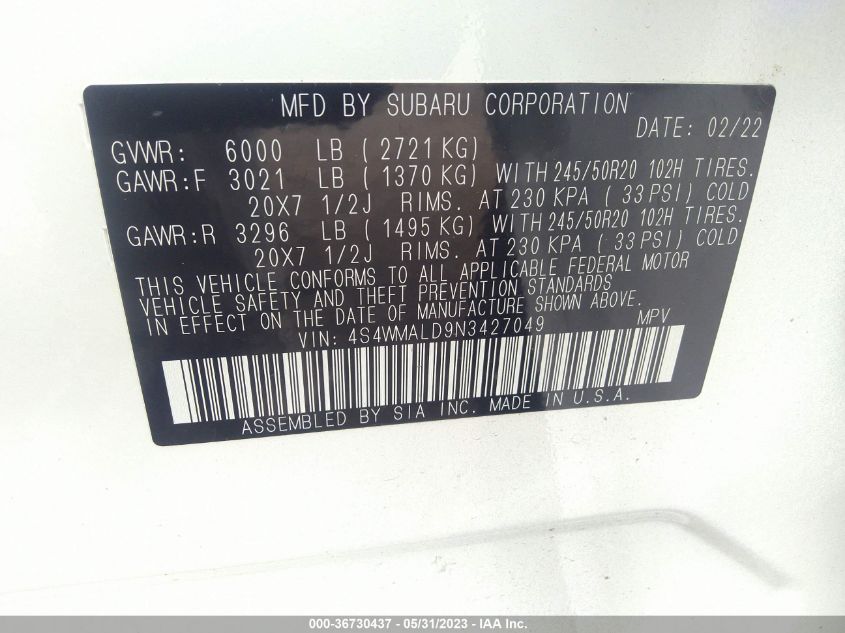 MFD BY SUBARU CORPORATION
DATE: 02/22
GVWR: 6000 LB ( 2721 KG)
GAWR:F 3021 LB ( 1370 KG) WITH 245/50R20 102H TIRES.
20X7 1/2J RIMS. AT 230 KPA ( 33 PSI) COLD
GAWR:R 3296 LB ( 1495 KG) WITH 245/50R20 102H TIRES.
20X7 1/2J RIMS. AT 230 KPA ( 33 PSI) COLD
THIS VEHICLE CONFORMS TO ALL APPLICABLE FEDERAL MOTOR
VEHICLE SAFETY AND THEFT PREVENTION STANDARDS
IN EFFECT ON THE DATE OF MANUFACTURE SHOWN ABOVE.
VIN: 4S4WMALD9N3427049 MPV
ASSEMBLED BY SIA INC. MADE IN U.S.A.
000-36730437 - 05/31/2023 - IAA Inc.